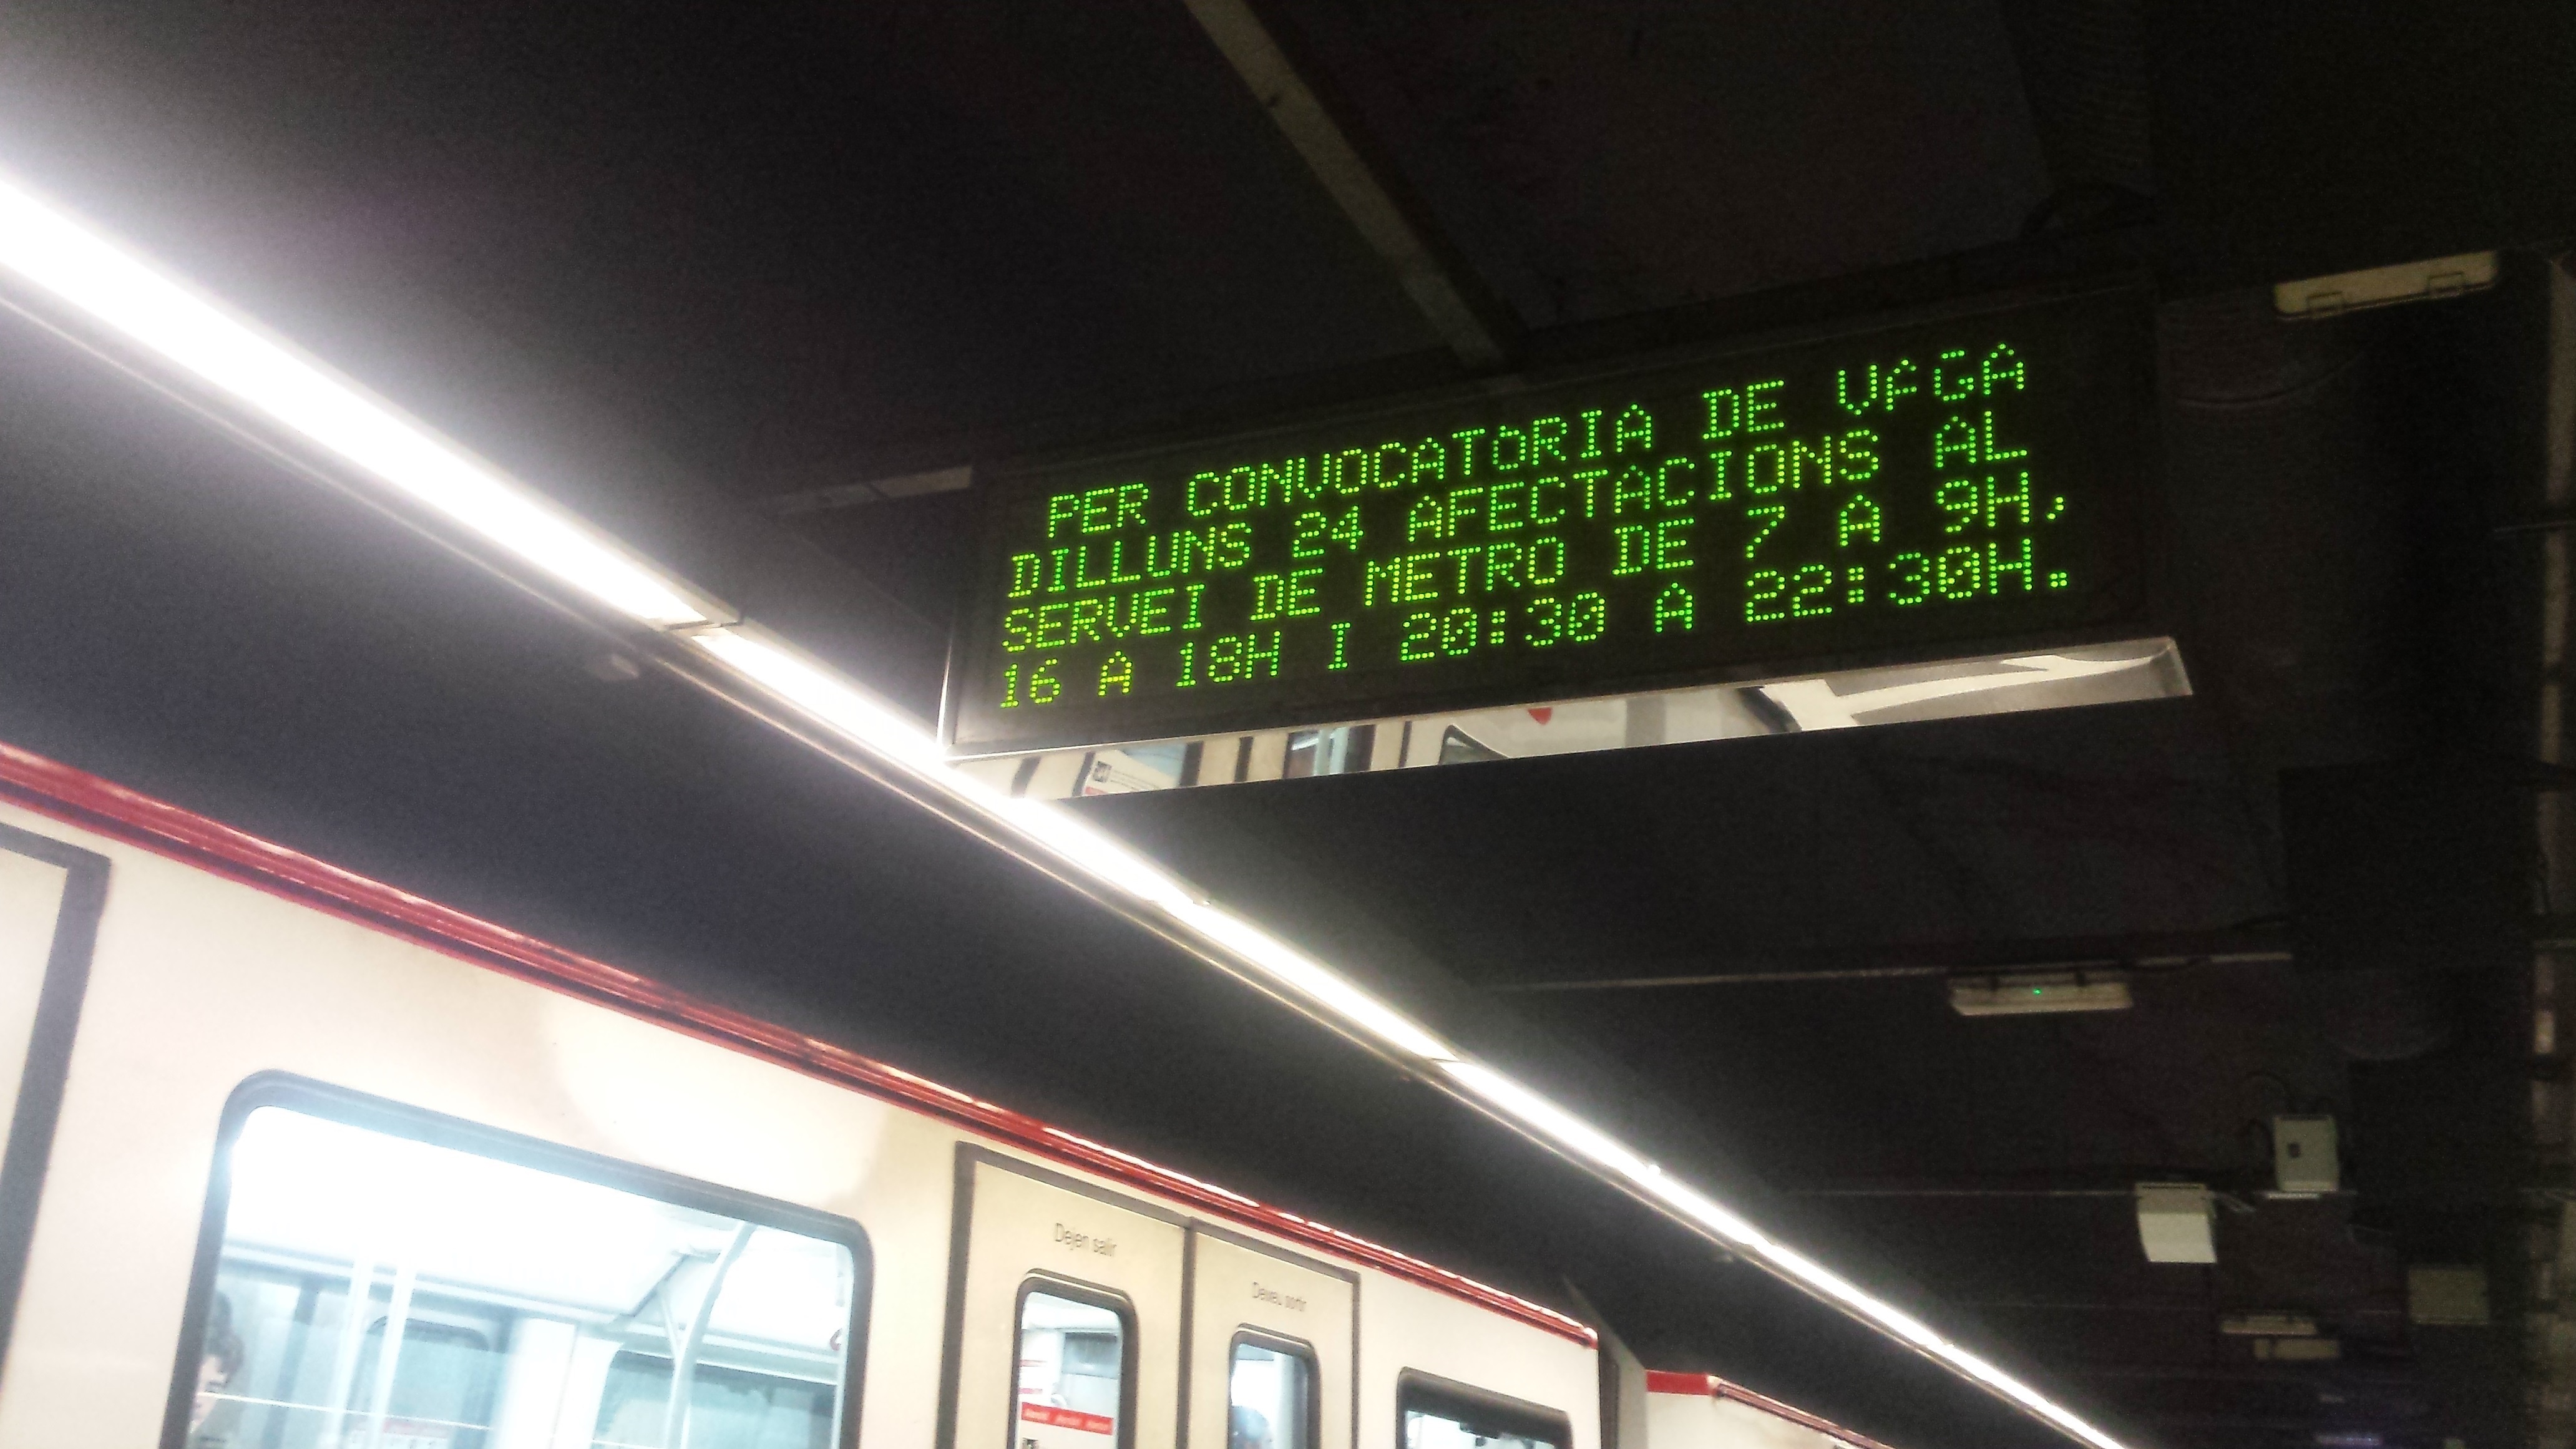 PER CONVOCATORIA DE VAGA
DILLUNS 24 AFECTACIONS AL
SERVEI DE METRO DE 7 A 9H,
16 A 18H I 20:30 A 22:30H.
Dejen salir
Deixeu sortir